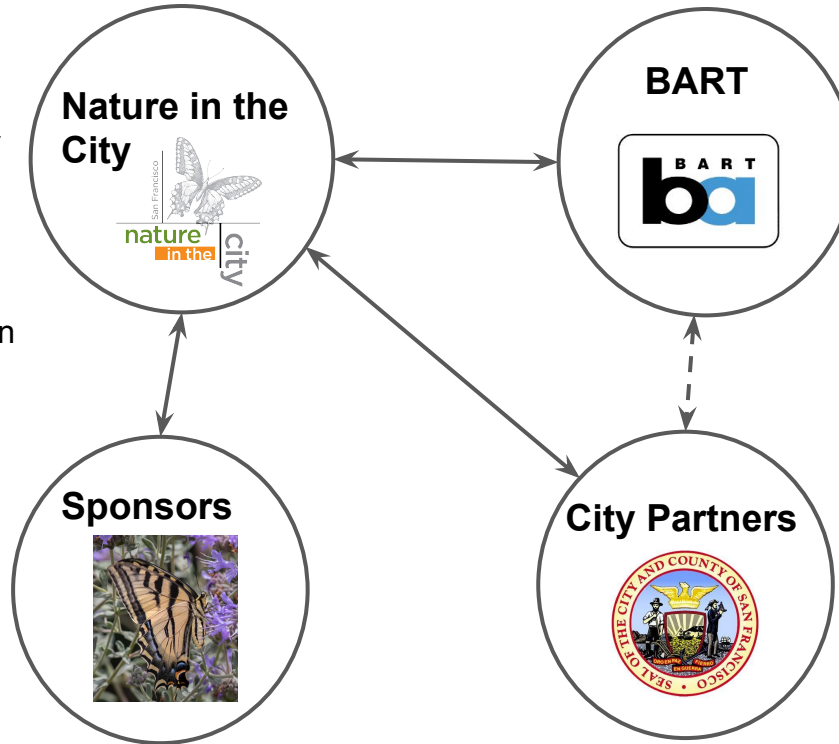 Nature in the
City
San Francisco
nature
in the
city
BART
BART
ba
n
Sponsors
City Partners
SEAL OF THE CITY AND COUNTY OF SAN FRANCISCO
ORO EN PAZ
FIERRO
EN GUERRA